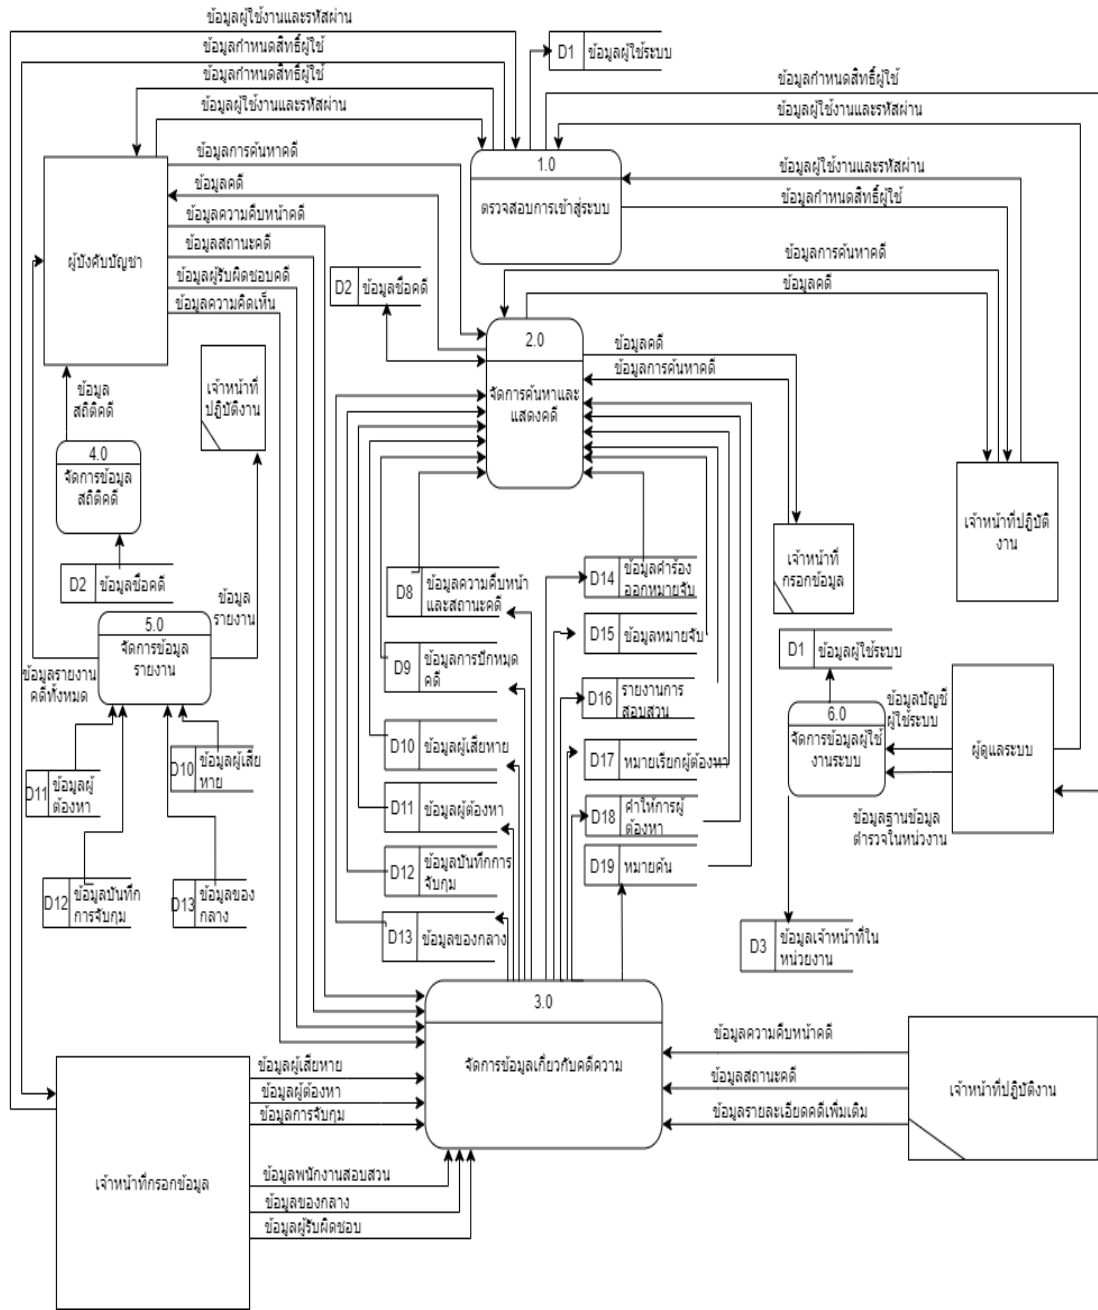 ข้อมูลผู้ใช้งานและรหัสผ่าน
ข้อมูลกำหนดสิทธิ์ผู้ใช้
ข้อมูลกำหนดสิทธิ์ผู้ใช้
ข้อมูลผู้ใช้งานและรหัสผ่าน
D1 ข้อมูลผู้ใช้ระบบ
ข้อมูลกำหนดสิทธิ์ผู้ใช้
ข้อมูลผู้ใช้งานและรหัสผ่าน
ข้อมูลผู้ใช้งานและรหัสผ่าน
ข้อมูลกำหนดสิทธิ์ผู้ใช้
1.0
ตรวจสอบการเข้าสู่ระบบ
ผู้บังคับบัญชา
ข้อมูลการค้นหาคดี
ข้อมูลคดี
ข้อมูลความคืบหน้าคดี
ข้อมูลสถานะคดี
ข้อมูลผู้รับผิดชอบคดี
ข้อมูลความคิดเห็น
D2 ข้อมูลชื่อคดี
ข้อมูลการค้นหาคดี
ข้อมูลคดี
2.0
จัดการค้นหาและ
แสดงคดี
ข้อมูลคดี
ข้อมูลการค้นหาคดี
เจ้าหน้าที่
ปฏิบัติงาน
ข้อมูล
สถิติคดี
4.0
จัดการข้อมูล
สถิติคดี
D2 ข้อมูลชื่อคดี
ข้อมูล
รายงาน
5.0
จัดการข้อมูล
รายงาน
ข้อมูลรายงาน
คดีทั้งหมด
D10 ข้อมูลผู้เสีย
หาย
D11 ข้อมูลผู้
ต้องหา
D12 ข้อมูลบันทึก
การจับกุม
D13 ข้อมูลของ
กลาง
D8 ข้อมูลความคืบหน้า
และสถานะคดี
D9 ข้อมูลการปักหมุด
คดี
D10 ข้อมูลผู้เสียหาย
D11 ข้อมูลผู้ต้องหา
D12 ข้อมูลบันทึกการ
จับกุม
D13 ข้อมูลของกลาง
D14 ข้อมูลคำร้อง
ออกหมายจับ
D15 ข้อมูลหมายจับ
D16 รายงานการ
สอบสวน
D17 หมายเรียกผู้ต้องหา
D18 คำให้การผู้
ต้องหา
D19 หมายค้น
เจ้าหน้าที่
กรอกข้อมูล
เจ้าหน้าที่ปฏิบัติ
งาน
D1 ข้อมูลผู้ใช้ระบบ
6.0
จัดการข้อมูลผู้ใช้
งานระบบ
ข้อมูลบัญชี
ผู้ใช้ระบบ
ผู้ดูแลระบบ
ข้อมูลฐานข้อมูล
ตำรวจในหน่วงาน
D3 ข้อมูลเจ้าหน้าที่ใน
หน่วยงาน
3.0
จัดการข้อมูลเกี่ยวกับคดีความ
ข้อมูลความคืบหน้าคดี
ข้อมูลสถานะคดี
ข้อมูลรายละเอียดคดีเพิ่มเติม
เจ้าหน้าที่ปฏิบัติงาน
ข้อมูลผู้เสียหาย
ข้อมูลผู้ต้องหา
ข้อมูลการจับกุม
เจ้าหน้าที่กรอกข้อมูล
ข้อมูลพนักงานสอบสวน
ข้อมูลของกลาง
ข้อมูลผู้รับผิดชอบ